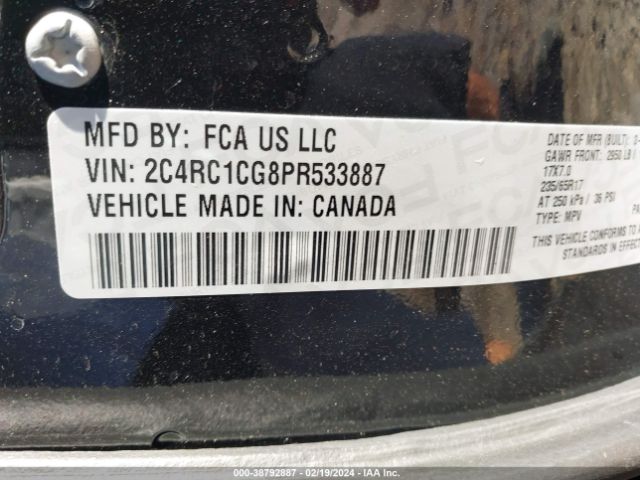 MFD BY: FCA US LLC
VIN: 2C4RC1CG8PR533887
VEHICLE MADE IN: CANADA
DATE OF MFR (BUILT):
GAWR FRONT: 2950 LB
17X7.0
235/65R17
AT 250 kPa / 36 PSI
TYPE: MPV
THIS VEHICLE CONFORMS TO
STANDARDS IN EFFECT
000-38792887 - 02/19/2024 - IAA Inc.